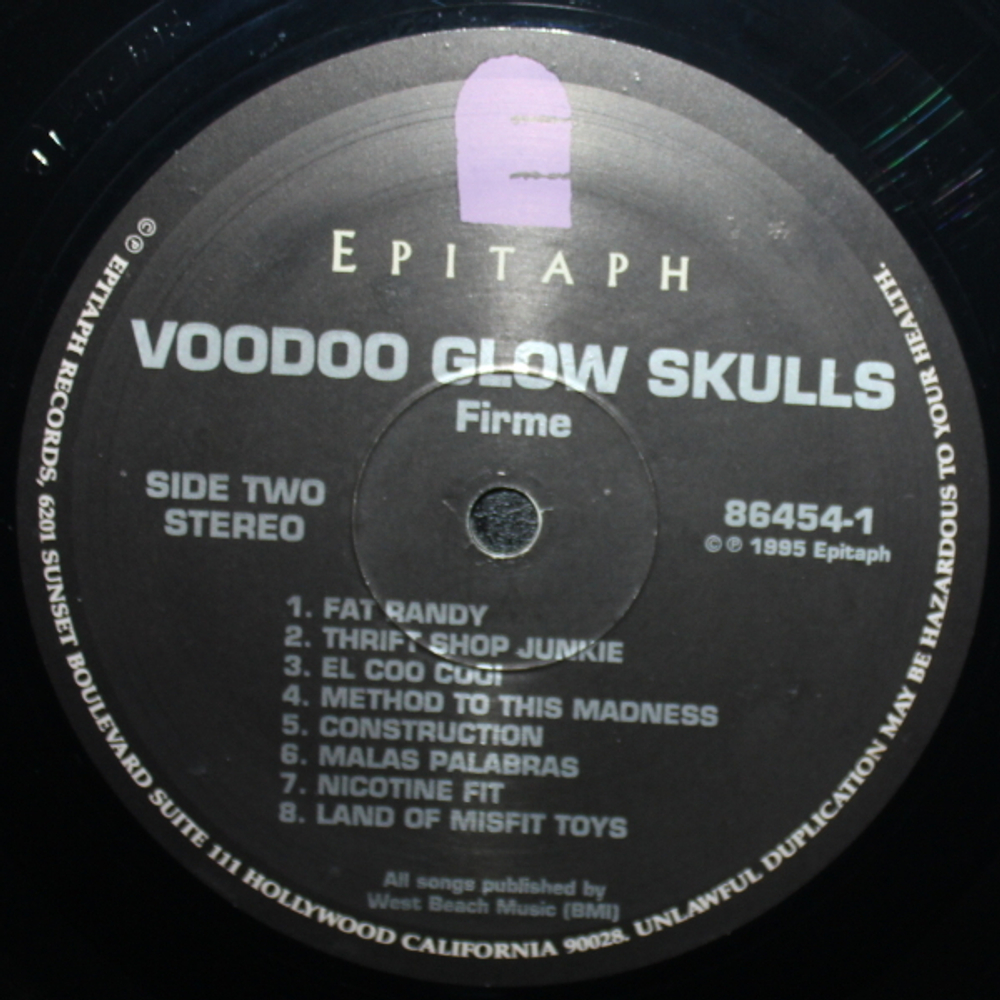 EPITAPH
VOODOO GLOW SKULLS
Firme
SIDE TWO
STEREO
86454-1
© ℗ 1995 Epitaph
1. FAT RANDY
2. THRIFT SHOP JUNKIE
3. EL COO COOI
4. METHOD TO THIS MADNESS
5. CONSTRUCTION
6. MALAS PALABRAS
7. NICOTINE FIT
8. LAND OF MISFIT TOYS
All songs published by
West Beach Music (BMI)
© ℗ EPITAPH RECORDS, 6201 SUNSET BOULEVARD SUITE 111 HOLLYWOOD CALIFORNIA 90028. UNLAWFUL DUPLICATION MAY BE HAZARDOUS TO YOUR HEALTH.